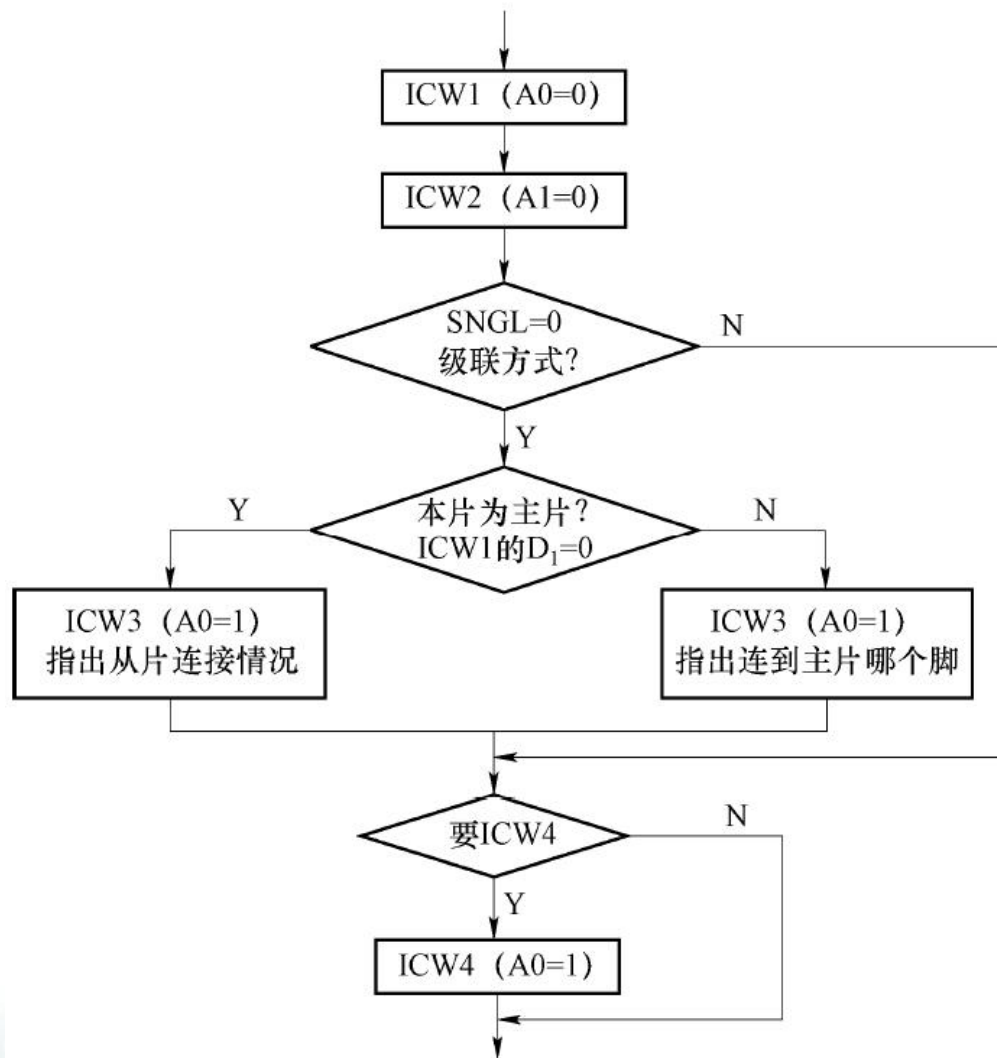 ICW1（A0=0）
ICW2（A1=0）
SNGL=0
级联方式?
N
Y
Y
本片为主片?
ICW1的D₁=0
N
ICW3（A0=1）
指出从片连接情况
ICW3（A0=1）
指出连到主片哪个脚
要ICW4
N
Y
ICW4（A0=1）